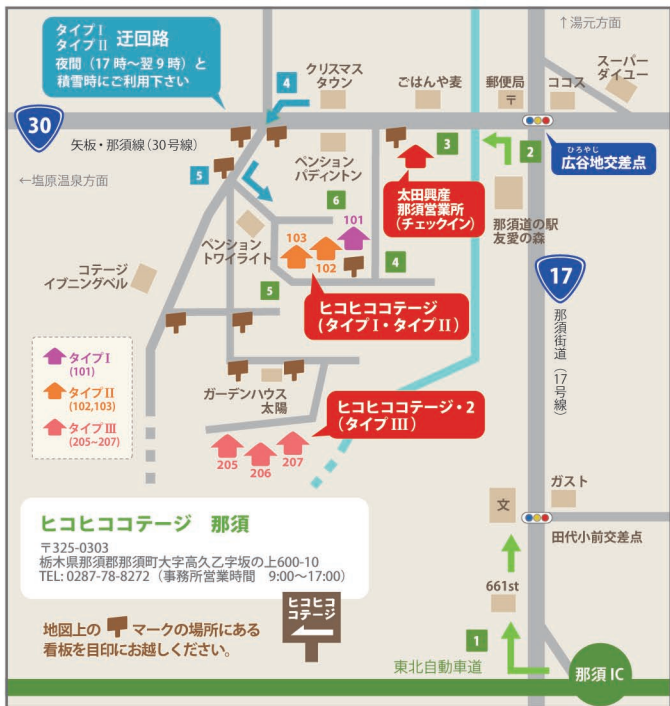 タイプⅠ
タイプⅡ 迂回路
夜間（17時〜翌9時）と
積雪時にご利用下さい
↑湯元方面
4
クリスマス
タウン
ごはんや麦
郵便局
〒
ココス
スーパー
ダイユー
30
矢板・那須線（30号線）
←塩原温泉方面
5
ペンション
パディントン
3
2
ひろやじ
広谷地交差点
太田興産
那須営業所
（チェックイン）
那須道の駅
友愛の森
6
101
103
102
4
ペンション
トワイライト
コテージ
イブニングベル
5
17
那須街道（17号線）
ヒコヒココテージ
（タイプⅠ・タイプⅡ）
タイプⅠ
(101)
タイプⅡ
(102,103)
タイプⅢ
(205~207)
ガーデンハウス
太陽
ヒコヒココテージ・2
（タイプⅢ）
205
206
207
ガスト
文
田代小前交差点
ヒコヒココテージ 那須
〒325-0303
栃木県那須郡那須町大字高久乙字坂の上600-10
TEL: 0287-78-8272（事務所営業時間 9:00〜17:00）
661st
ヒコヒコ
コテージ
地図上の マークの場所にある
看板を目印にお越しください。
1
東北自動車道
那須 IC